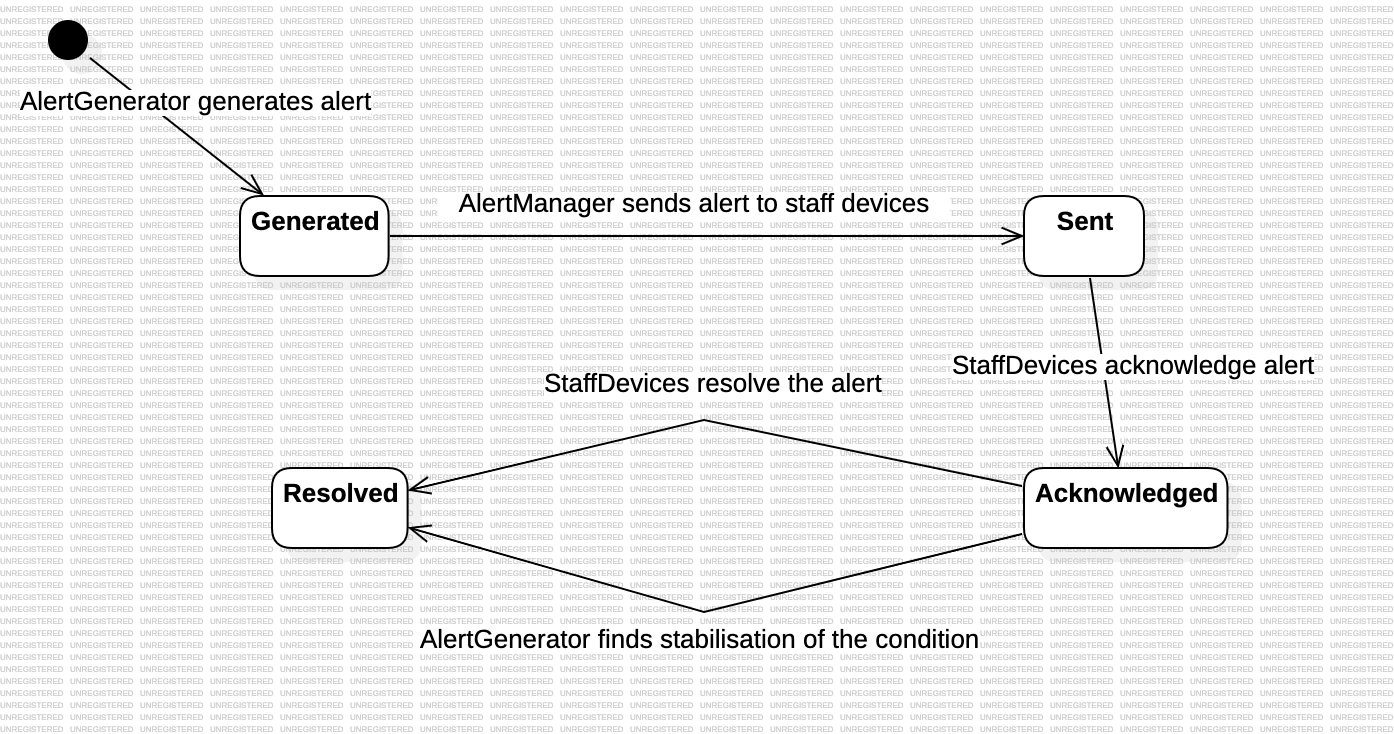 AlertGenerator generates alert
Generated
AlertManager sends alert to staff devices
Sent
StaffDevices acknowledge alert
StaffDevices resolve the alert
Resolved
Acknowledged
AlertGenerator finds stabilisation of the condition
UNREGISTERED